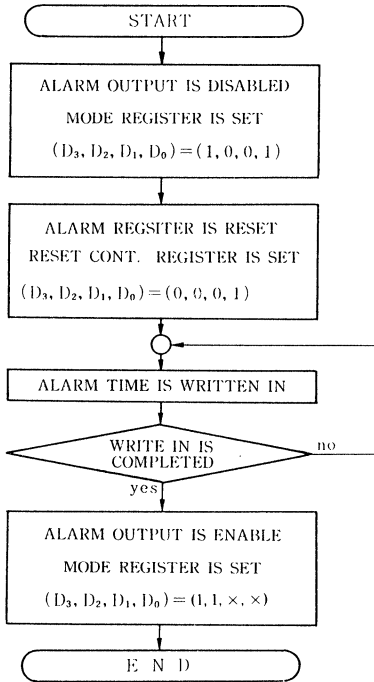 START
ALARM OUTPUT IS DISABLED
MODE REGISTER IS SET
(D₃, D₂, D₁, D₀) = (1, 0, 0, 1)
ALARM REGSITER IS RESET
RESET CONT. REGISTER IS SET
(D₃, D₂, D₁, D₀) = (0, 0, 0, 1)
ALARM TIME IS WRITTEN IN
WRITE IN IS
COMPLETED
no
yes
ALARM OUTPUT IS ENABLE
MODE REGISTER IS SET
(D₃, D₂, D₁, D₀) = (1, 1, ×, ×)
END